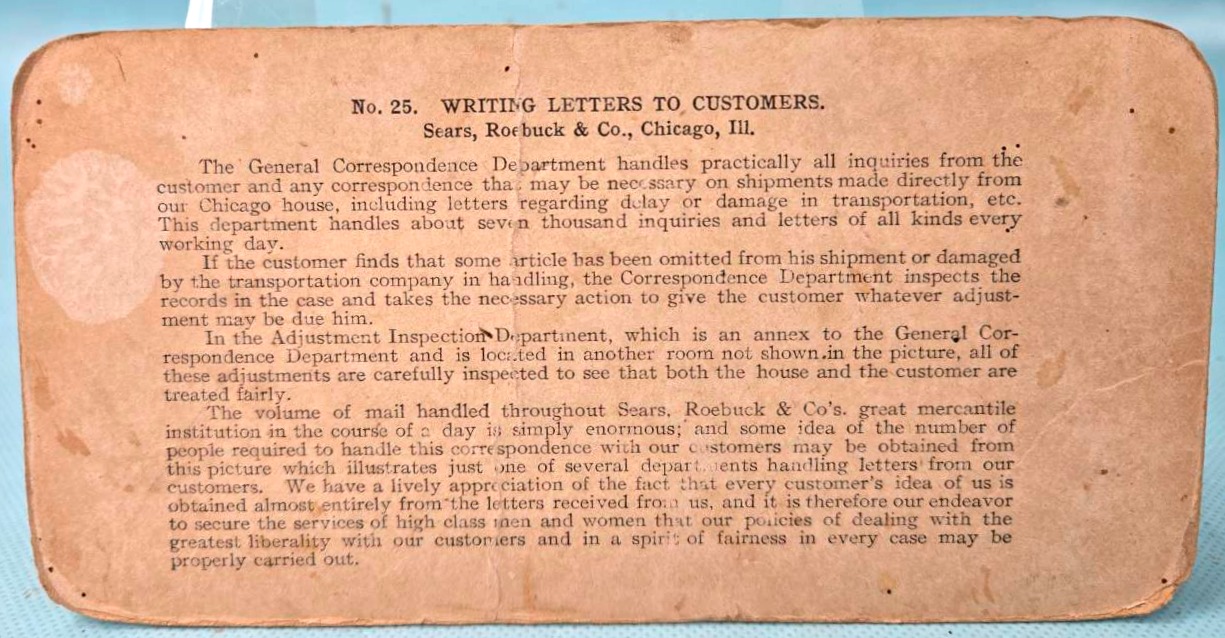 No. 25. WRITING LETTERS TO CUSTOMERS.
Sears, Roebuck & Co., Chicago, Ill.
The General Correspondence Department handles practically all inquiries from the
customer and any correspondence that may be necessary on shipments made directly from
our Chicago house, including letters regarding delay or damage in transportation, etc.
This department handles about seven thousand inquiries and letters of all kinds every
working day.
If the customer finds that some article has been omitted from his shipment or damaged
by the transportation company in handling, the Correspondence Department inspects the
records in the case and takes the necessary action to give the customer whatever adjust-
ment may be due him.
In the Adjustment Inspection Department, which is an annex to the General Cor-
respondence Department and is located in another room not shown in the picture, all of
these adjustments are carefully inspected to see that both the house and the customer are
treated fairly.
The volume of mail handled throughout Sears, Roebuck & Co's. great mercantile
institution in the course of a day is simply enormous; and some idea of the number of
people required to handle this correspondence with our customers may be obtained from
this picture which illustrates just one of several departments handling letters from our
customers. We have a lively appreciation of the fact that every customer's idea of us is
obtained almost entirely from the letters received from us, and it is therefore our endeavor
to secure the services of high class men and women that our policies of dealing with the
greatest liberality with our customers and in a spirit of fairness in every case may be
properly carried out.